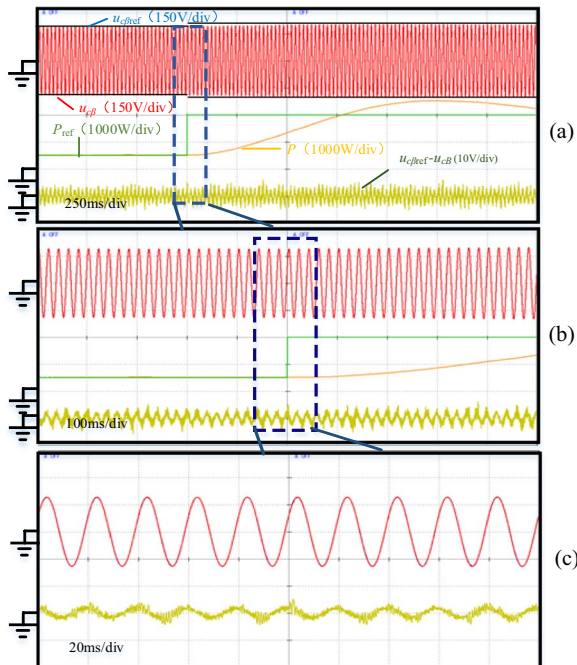 u_cβref (150V/div)
u_cβ (150V/div)
P_ref (1000W/div)
P (1000W/div)
(a)
u_cβref-u_cB (10V/div)
250ms/div
(b)
100ms/div
(c)
20ms/div